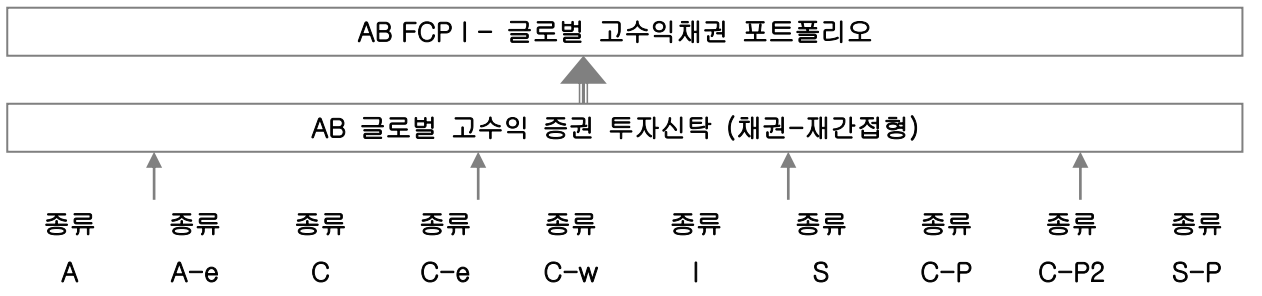 AB FCP I - 글로벌 고수익채권 포트폴리오
AB 글로벌 고수익 증권 투자신탁 (채권-재간접형)
종류 종류 종류 종류 종류 종류 종류 종류 종류 종류
A A-e C C-e C-w I S C-P C-P2 S-P